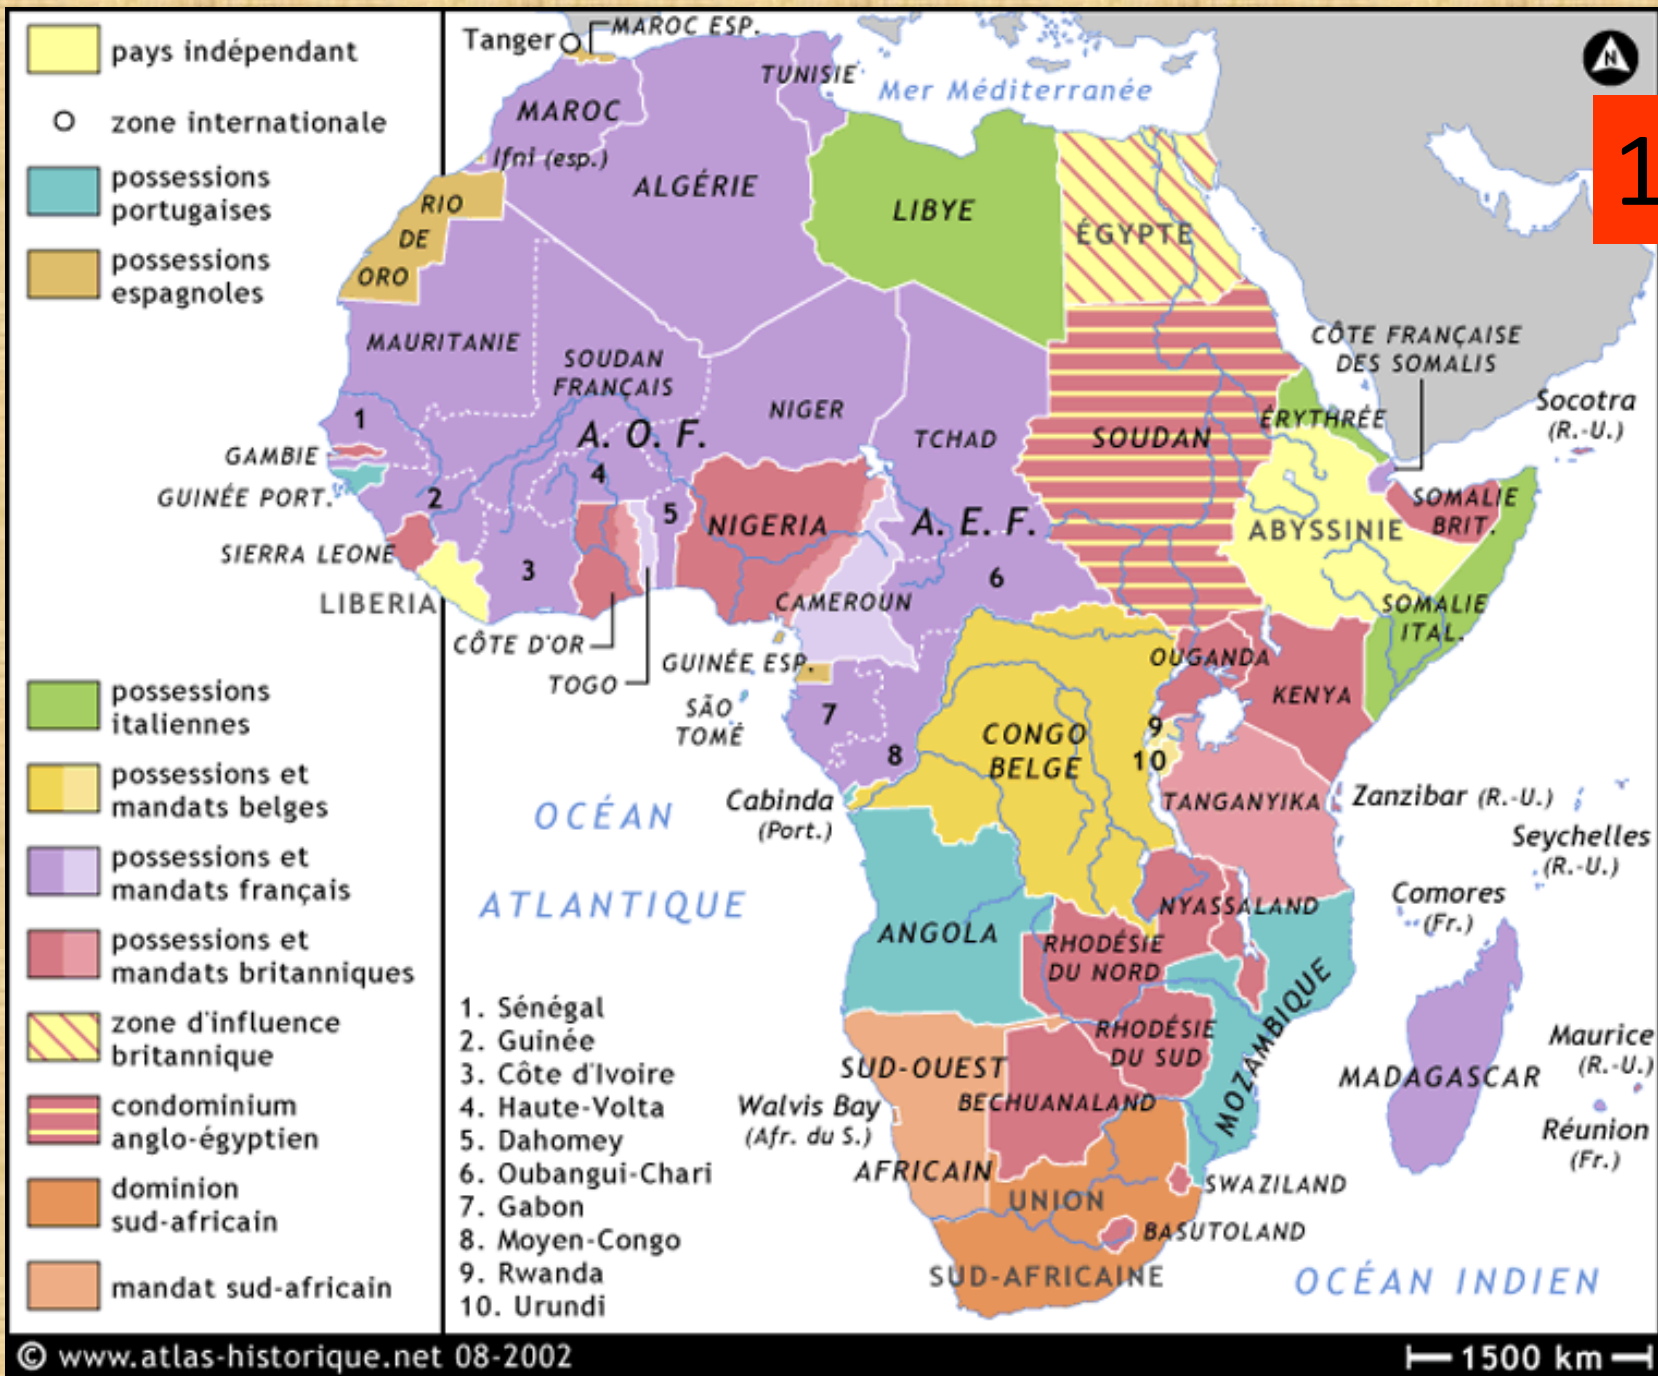 pays indépendant
zone internationale
possessions
portugaises
possessions
espagnoles
possessions
italiennes
possessions et
mandats belges
possessions et
mandats français
possessions et
mandats britanniques
zone d'influence
britannique
condominium
anglo-égyptien
dominion
sud-africain
mandat sud-africain
Tanger
MAROC ESP.
TUNISIE
Mer Méditerranée
N
1
MAROC
Ifni (esp.)
ALGÉRIE
LIBYE
ÉGYPTE
RIO
DE
ORO
MAURITANIE
SOUDAN
FRANÇAIS
NIGER
TCHAD
SOUDAN
ÉRYTHRÉE
CÔTE FRANÇAISE
DES SOMALIS
Socotra
(R.-U.)
1
A. O. F.
GAMBIE
GUINÉE PORT.
2
4
5
NIGERIA
A. E. F.
ABYSSINIE
SOMALIE
BRIT.
SIERRA LEONE
3
6
LIBERIA
CAMEROUN
SOMALIE
ITAL.
CÔTE D'OR
TOGO
GUINÉE ESP.
SÃO
TOMÉ
OUGANDA
KENYA
7
8
CONGO
BELGE
9
10
TANGANYIKA
Zanzibar (R.-U.)
Seychelles
(R.-U.)
Cabinda
(Port.)
OCÉAN
ATLANTIQUE
ANGOLA
NYASSALAND
Comores
(Fr.)
RHODÉSIE
DU NORD
RHODÉSIE
DU SUD
MOZAMBIQUE
MADAGASCAR
Maurice
(R.-U.)
Réunion
(Fr.)
SUD-OUEST
AFRICAIN
BECHUANALAND
Walvis Bay
(Afr. du S.)
UNION
SUD-AFRICAINE
SWAZILAND
BASUTOLAND
OCÉAN INDIEN
1. Sénégal
2. Guinée
3. Côte d'Ivoire
4. Haute-Volta
5. Dahomey
6. Oubangui-Chari
7. Gabon
8. Moyen-Congo
9. Rwanda
10. Urundi
© www.atlas-historique.net 08-2002
1500 km